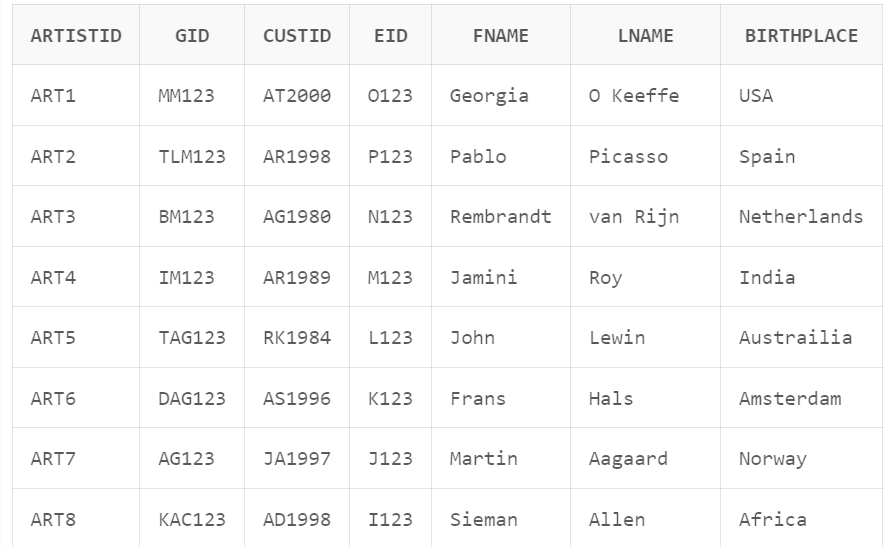 ARTISTID GID CUSTID EID FNAME LNAME BIRTHPLACE
ART1 MM123 AT2000 O123 Georgia O Keeffe USA
ART2 TLM123 AR1998 P123 Pablo Picasso Spain
ART3 BM123 AG1980 N123 Rembrandt van Rijn Netherlands
ART4 IM123 AR1989 M123 Jamini Roy India
ART5 TAG123 RK1984 L123 John Lewin Austrailia
ART6 DAG123 AS1996 K123 Frans Hals Amsterdam
ART7 AG123 JA1997 J123 Martin Aagaard Norway
ART8 KAC123 AD1998 I123 Sieman Allen Africa